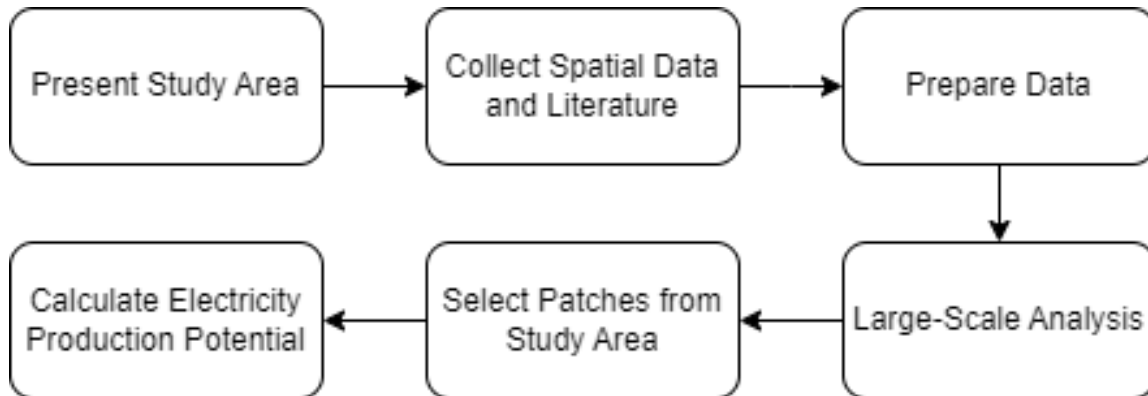 Present Study Area
Collect Spatial Data
and Literature
Prepare Data
Large-Scale Analysis
Select Patches from
Study Area
Calculate Electricity
Production Potential